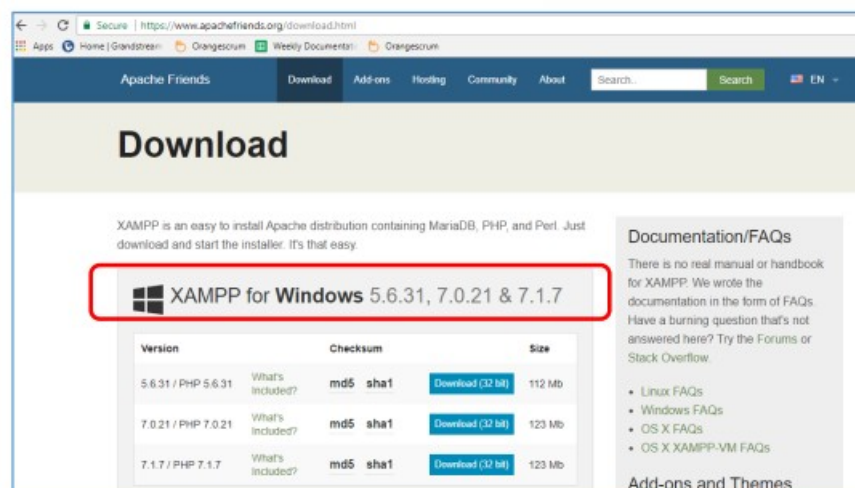 Secure | https://www.apachefriends.org/download.html
Apps Home | Grandstream Orangescrum Weekly Documentati Orangescrum
Apache Friends Download Add-ons Hosting Community About Search.. Search EN
Download
XAMPP is an easy to install Apache distribution containing MariaDB, PHP, and Perl. Just
download and start the installer. It's that easy.
XAMPP for Windows 5.6.31, 7.0.21 & 7.1.7
Version Checksum Size
5.6.31 / PHP 5.6.31 What's Included? md5 sha1 Download (32 bit) 112 Mb
7.0.21 / PHP 7.0.21 What's Included? md5 sha1 Download (32 bit) 123 Mb
7.1.7 / PHP 7.1.7 What's Included? md5 sha1 Download (32 bit) 123 Mb
Documentation/FAQs
There is no real manual or handbook
for XAMPP. We wrote the
documentation in the form of FAQs.
Have a burning question that's not
answered here? Try the Forums or
Stack Overflow.
• Linux FAQs
• Windows FAQs
• OS X FAQs
• OS X XAMPP-VM FAQs
Add-ons and Themes